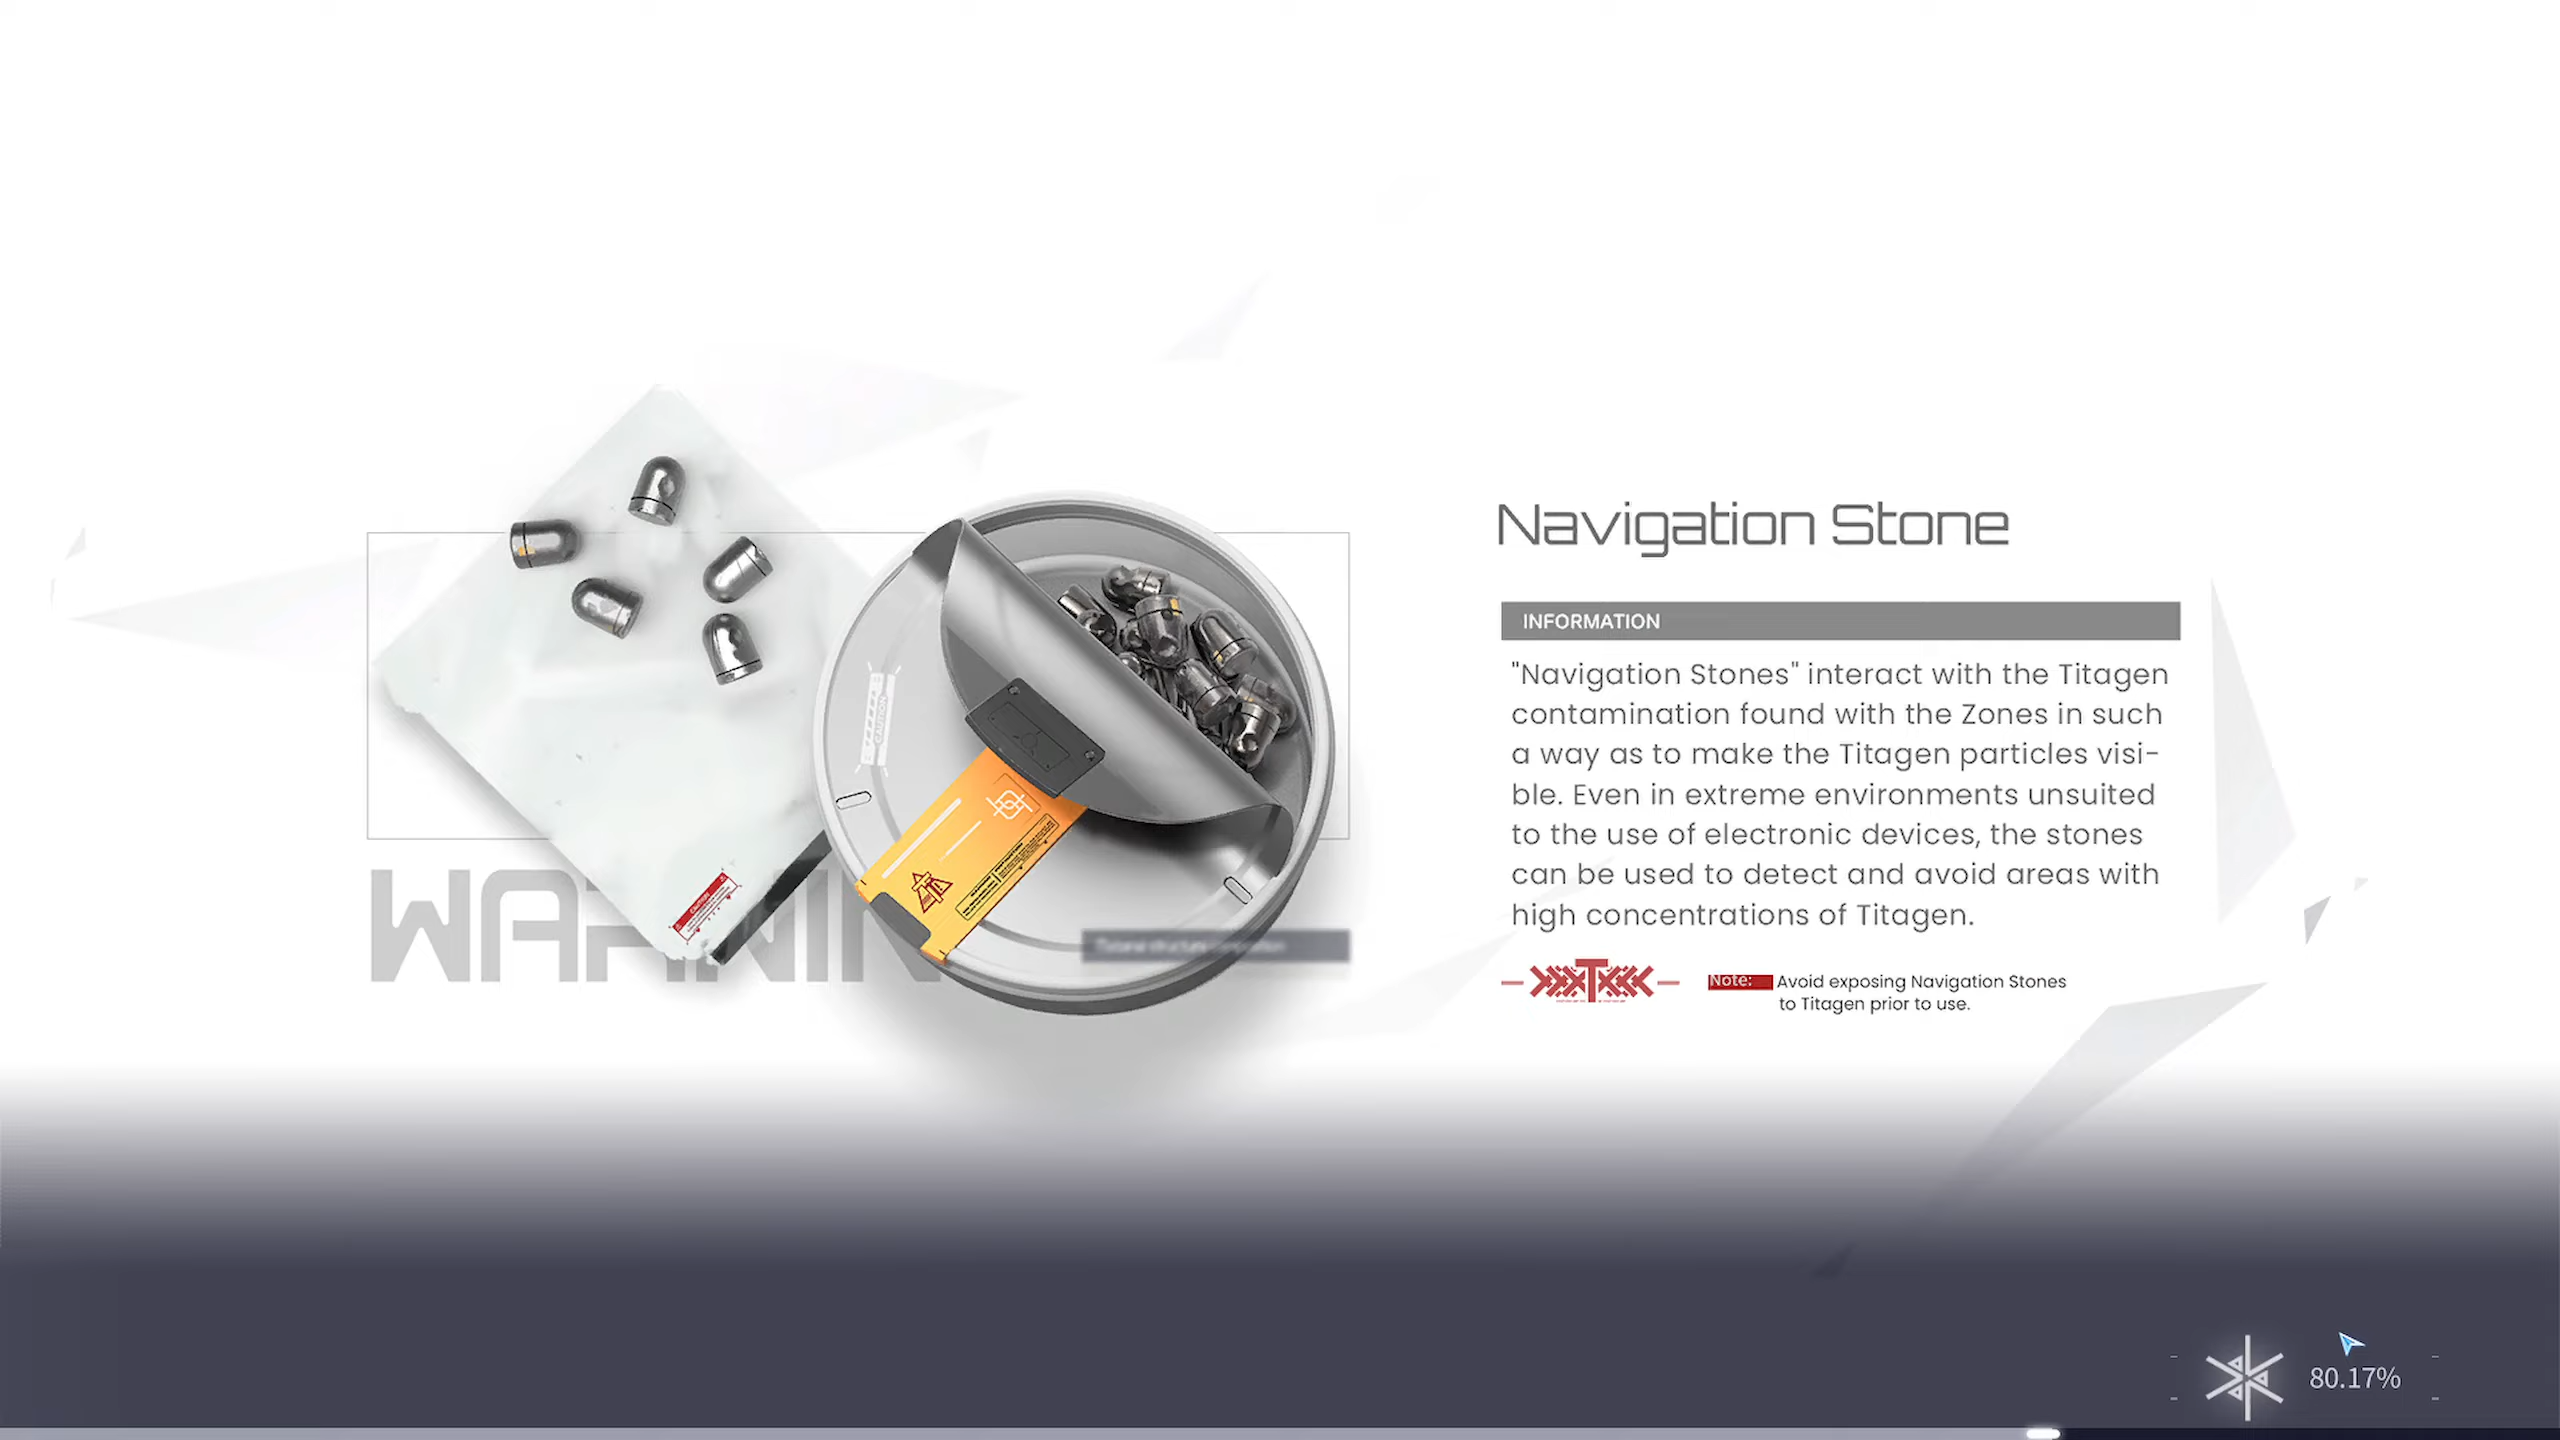 Navigation Stone
INFORMATION
"Navigation Stones" interact with the Titagen
contamination found with the Zones in such
a way as to make the Titagen particles visi-
ble. Even in extreme environments unsuited
to the use of electronic devices, the stones
can be used to detect and avoid areas with
high concentrations of Titagen.
Note: Avoid exposing Navigation Stones
to Titagen prior to use.
CAUTION
80.17%